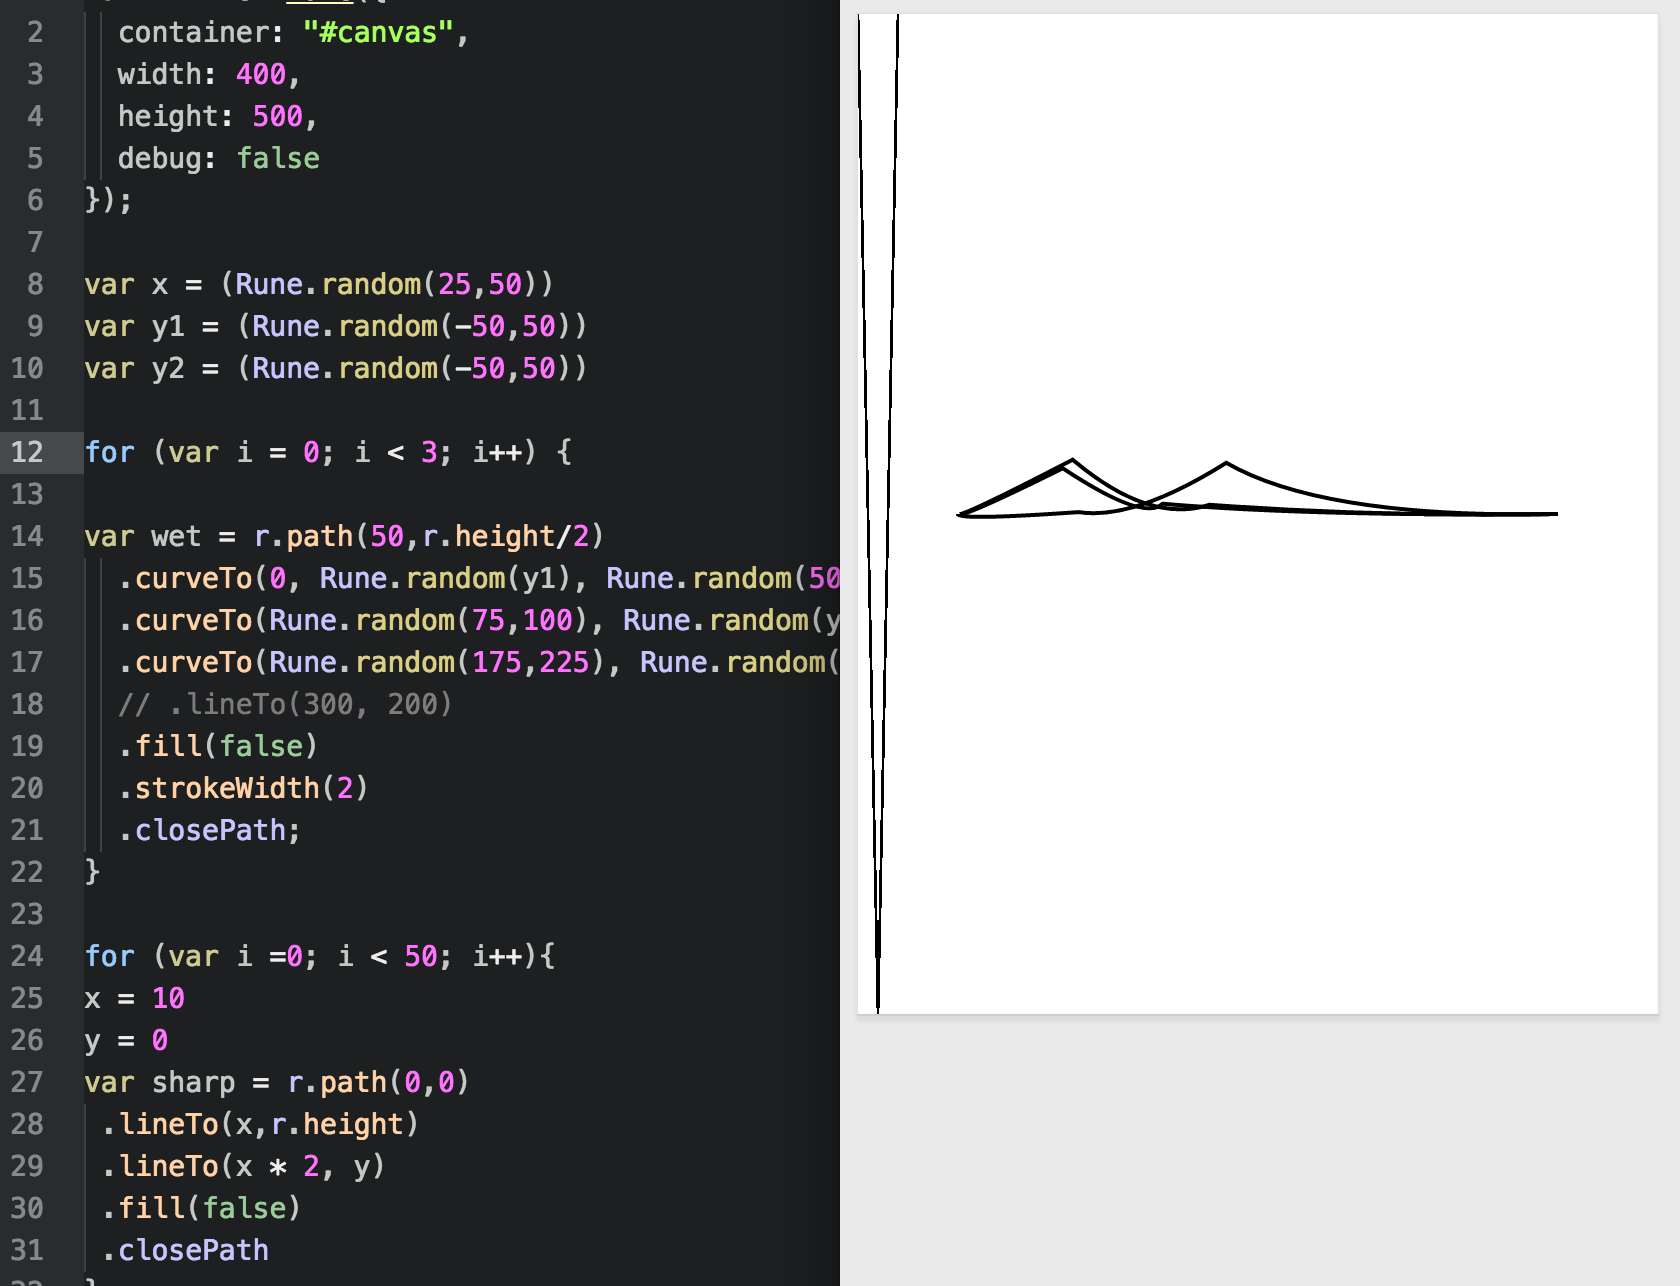 2 container: "#canvas",
3 width: 400,
4 height: 500,
5 debug: false
6 });
7
8 var x = (Rune.random(25,50))
9 var y1 = (Rune.random(-50,50))
10 var y2 = (Rune.random(-50,50))
11
12 for (var i = 0; i < 3; i++) {
13
14 var wet = r.path(50,r.height/2)
15 .curveTo(0, Rune.random(y1), Rune.random(50
16 .curveTo(Rune.random(75,100), Rune.random(y
17 .curveTo(Rune.random(175,225), Rune.random(
18 // .lineTo(300, 200)
19 .fill(false)
20 .strokeWidth(2)
21 .closePath;
22 }
23
24 for (var i =0; i < 50; i++){
25 x = 10
26 y = 0
27 var sharp = r.path(0,0)
28 .lineTo(x,r.height)
29 .lineTo(x * 2, y)
30 .fill(false)
31 .closePath